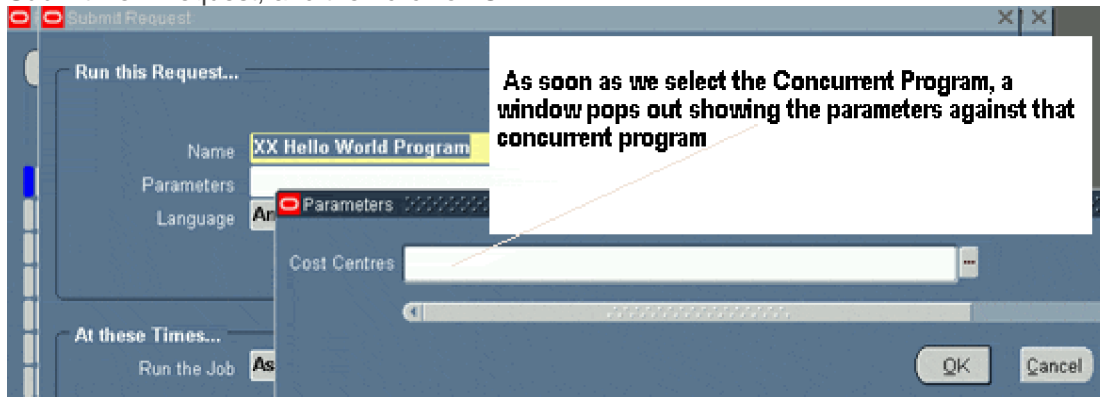 Submit Request
Run this Request...
As soon as we select the Concurrent Program, a
window pops out showing the parameters against that
concurrent program
Name XX Hello World Program
Parameters
Language
Parameters
Cost Centres
At these Times...
Run the Job As
OK Cancel